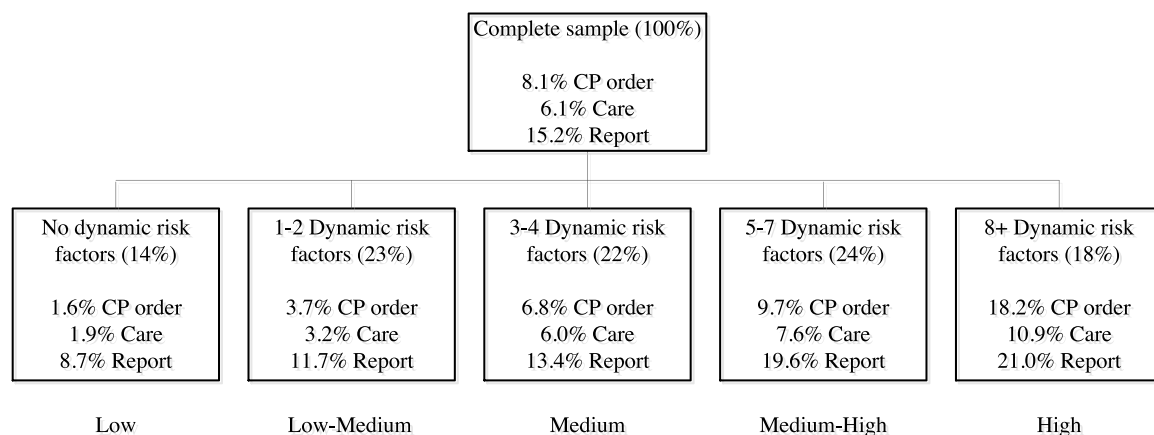 Complete sample (100%)
8.1% CP order
6.1% Care
15.2% Report
No dynamic risk
factors (14%)
1.6% CP order
1.9% Care
8.7% Report
Low
1-2 Dynamic risk
factors (23%)
3.7% CP order
3.2% Care
11.7% Report
Low-Medium
3-4 Dynamic risk
factors (22%)
6.8% CP order
6.0% Care
13.4% Report
Medium
5-7 Dynamic risk
factors (24%)
9.7% CP order
7.6% Care
19.6% Report
Medium-High
8+ Dynamic risk
factors (18%)
18.2% CP order
10.9% Care
21.0% Report
High